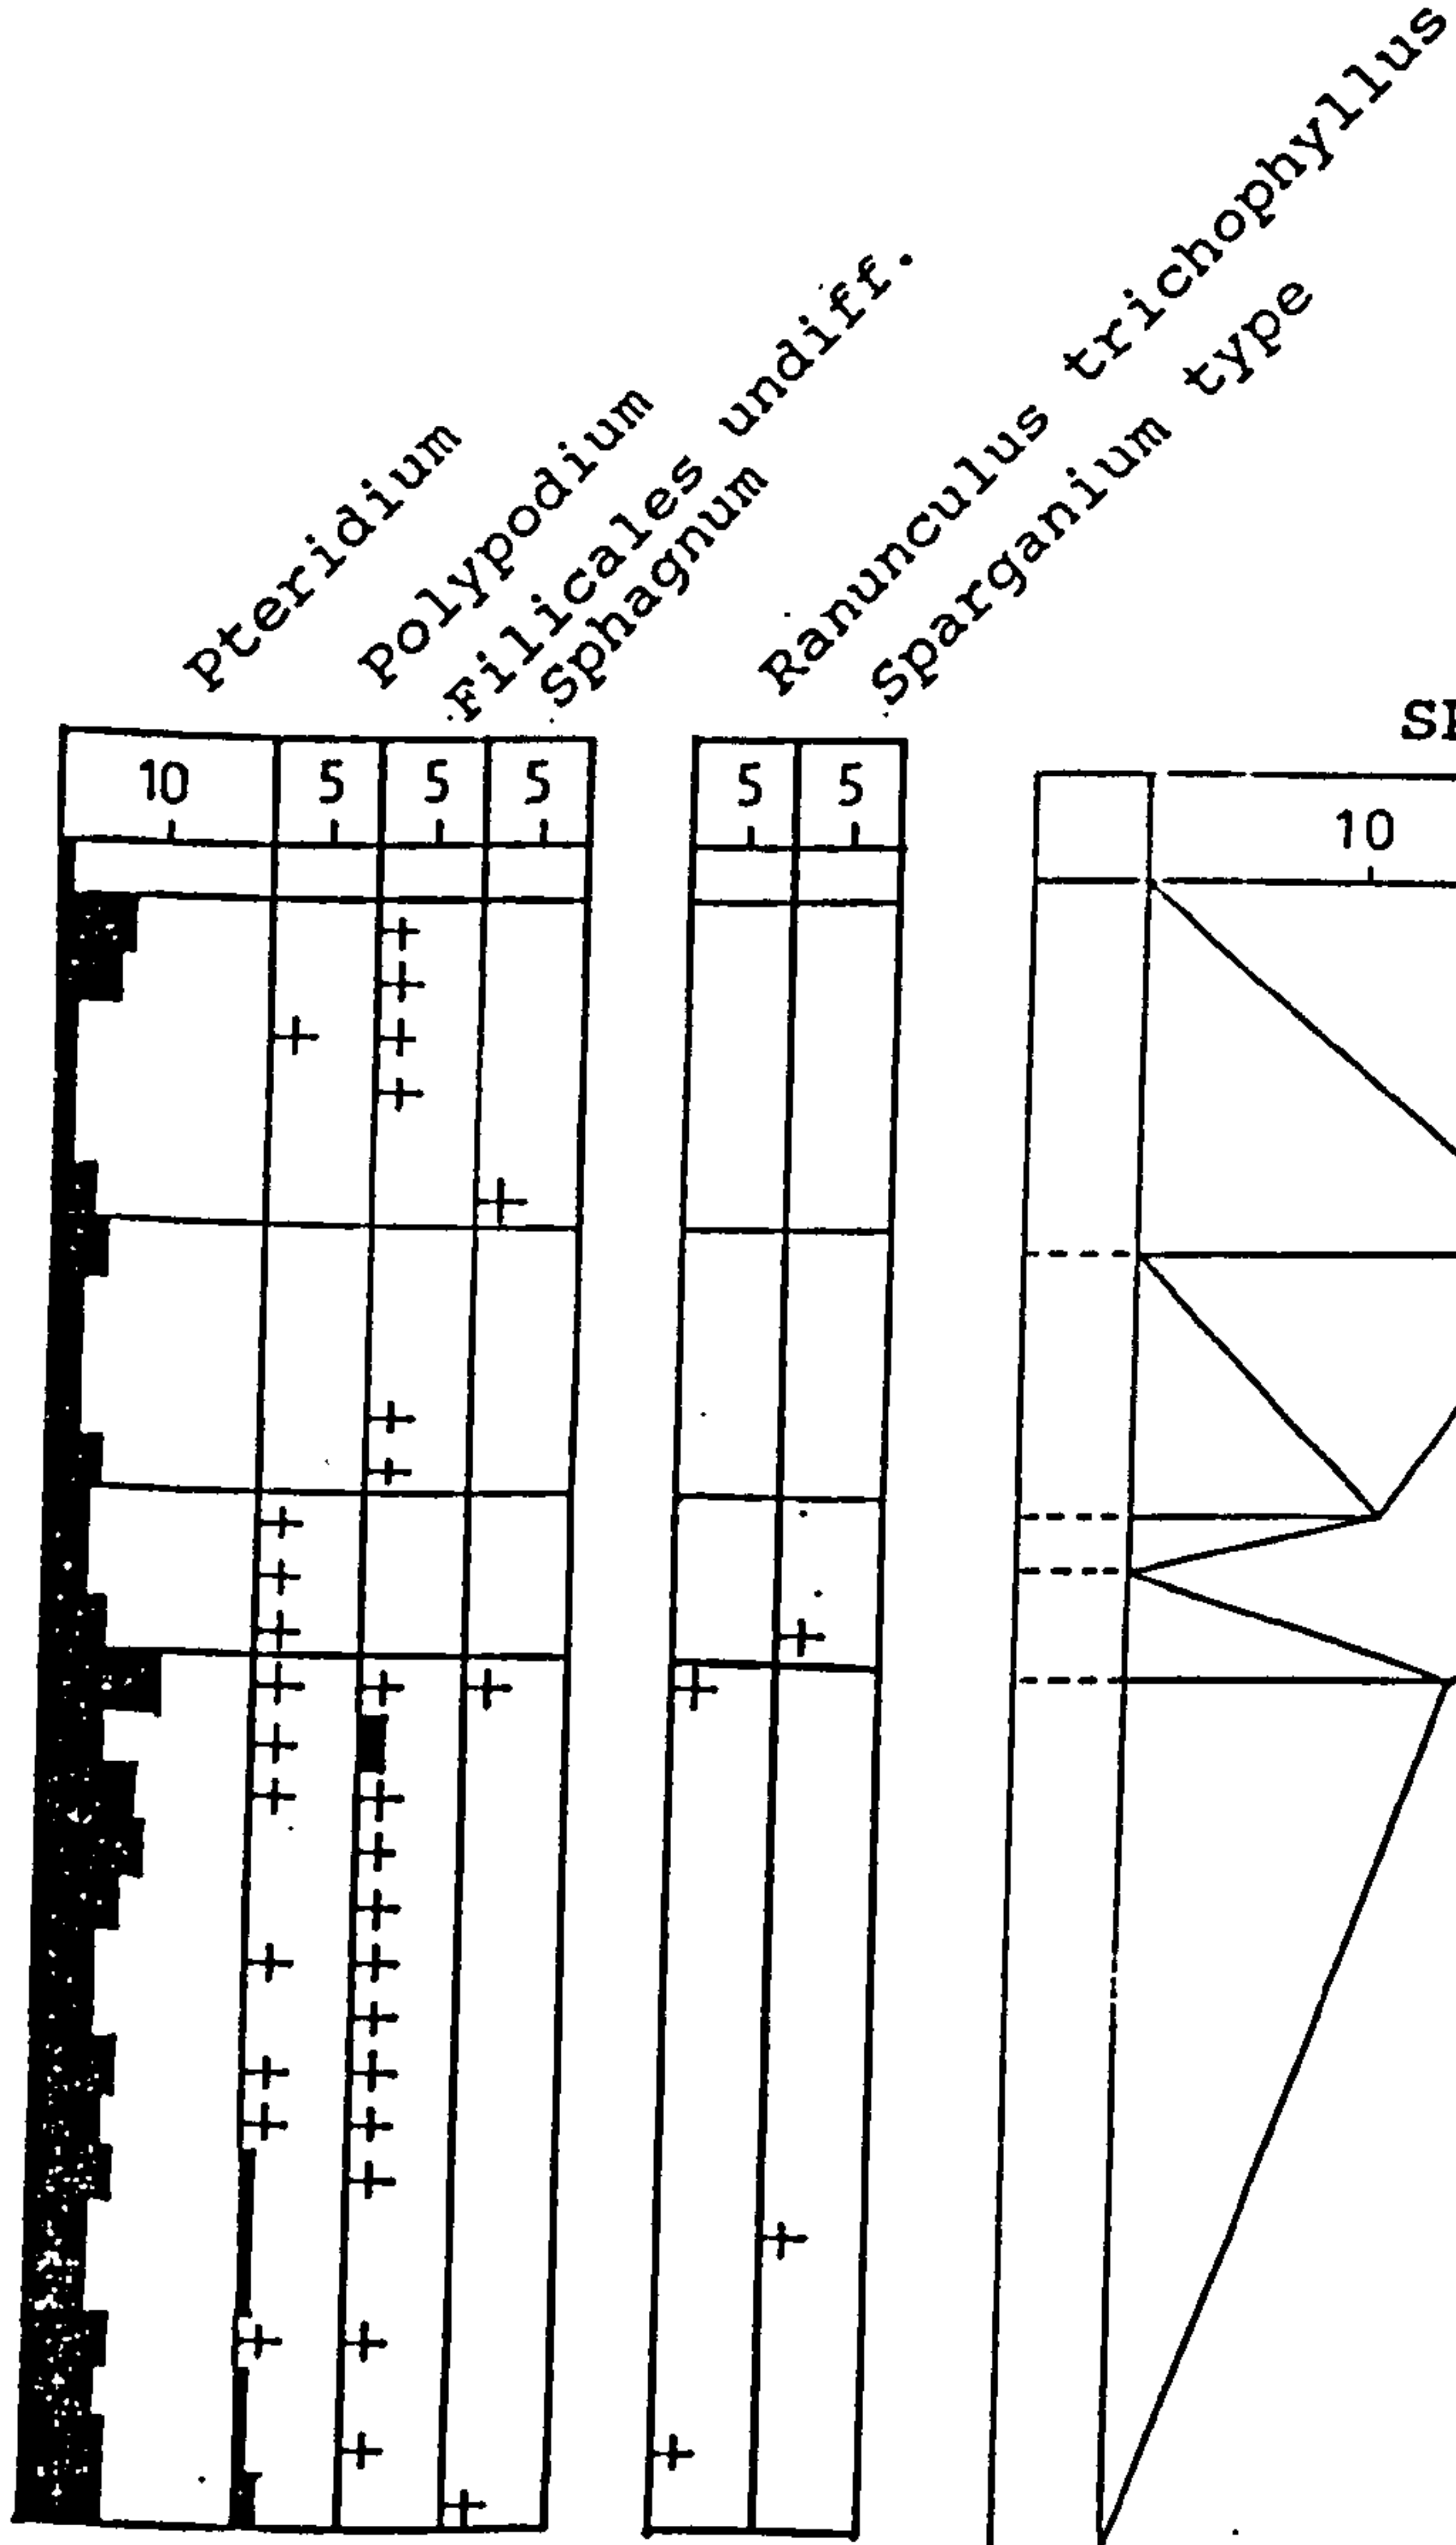 Pteridium
Polypodium
Filicales undiff.
Sphagnum
Ranunculus trichophyllus
Sparganium type
10 5 5 5 5 5
10